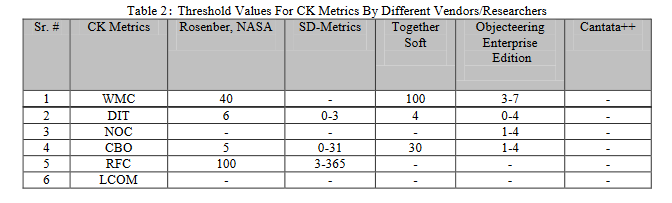 Table 2: Threshold Values For CK Metrics By Different Vendors/Researchers
Sr. # CK Metrics Rosenber, NASA SD-Metrics Together Soft Objecteering Enterprise Edition Cantata++
1 WMC 40 - 100 3-7 -
2 DIT 6 0-3 4 0-4 -
3 NOC - - - 1-4 -
4 CBO 5 0-31 30 1-4 -
5 RFC 100 3-365 - - -
6 LCOM - - - - -